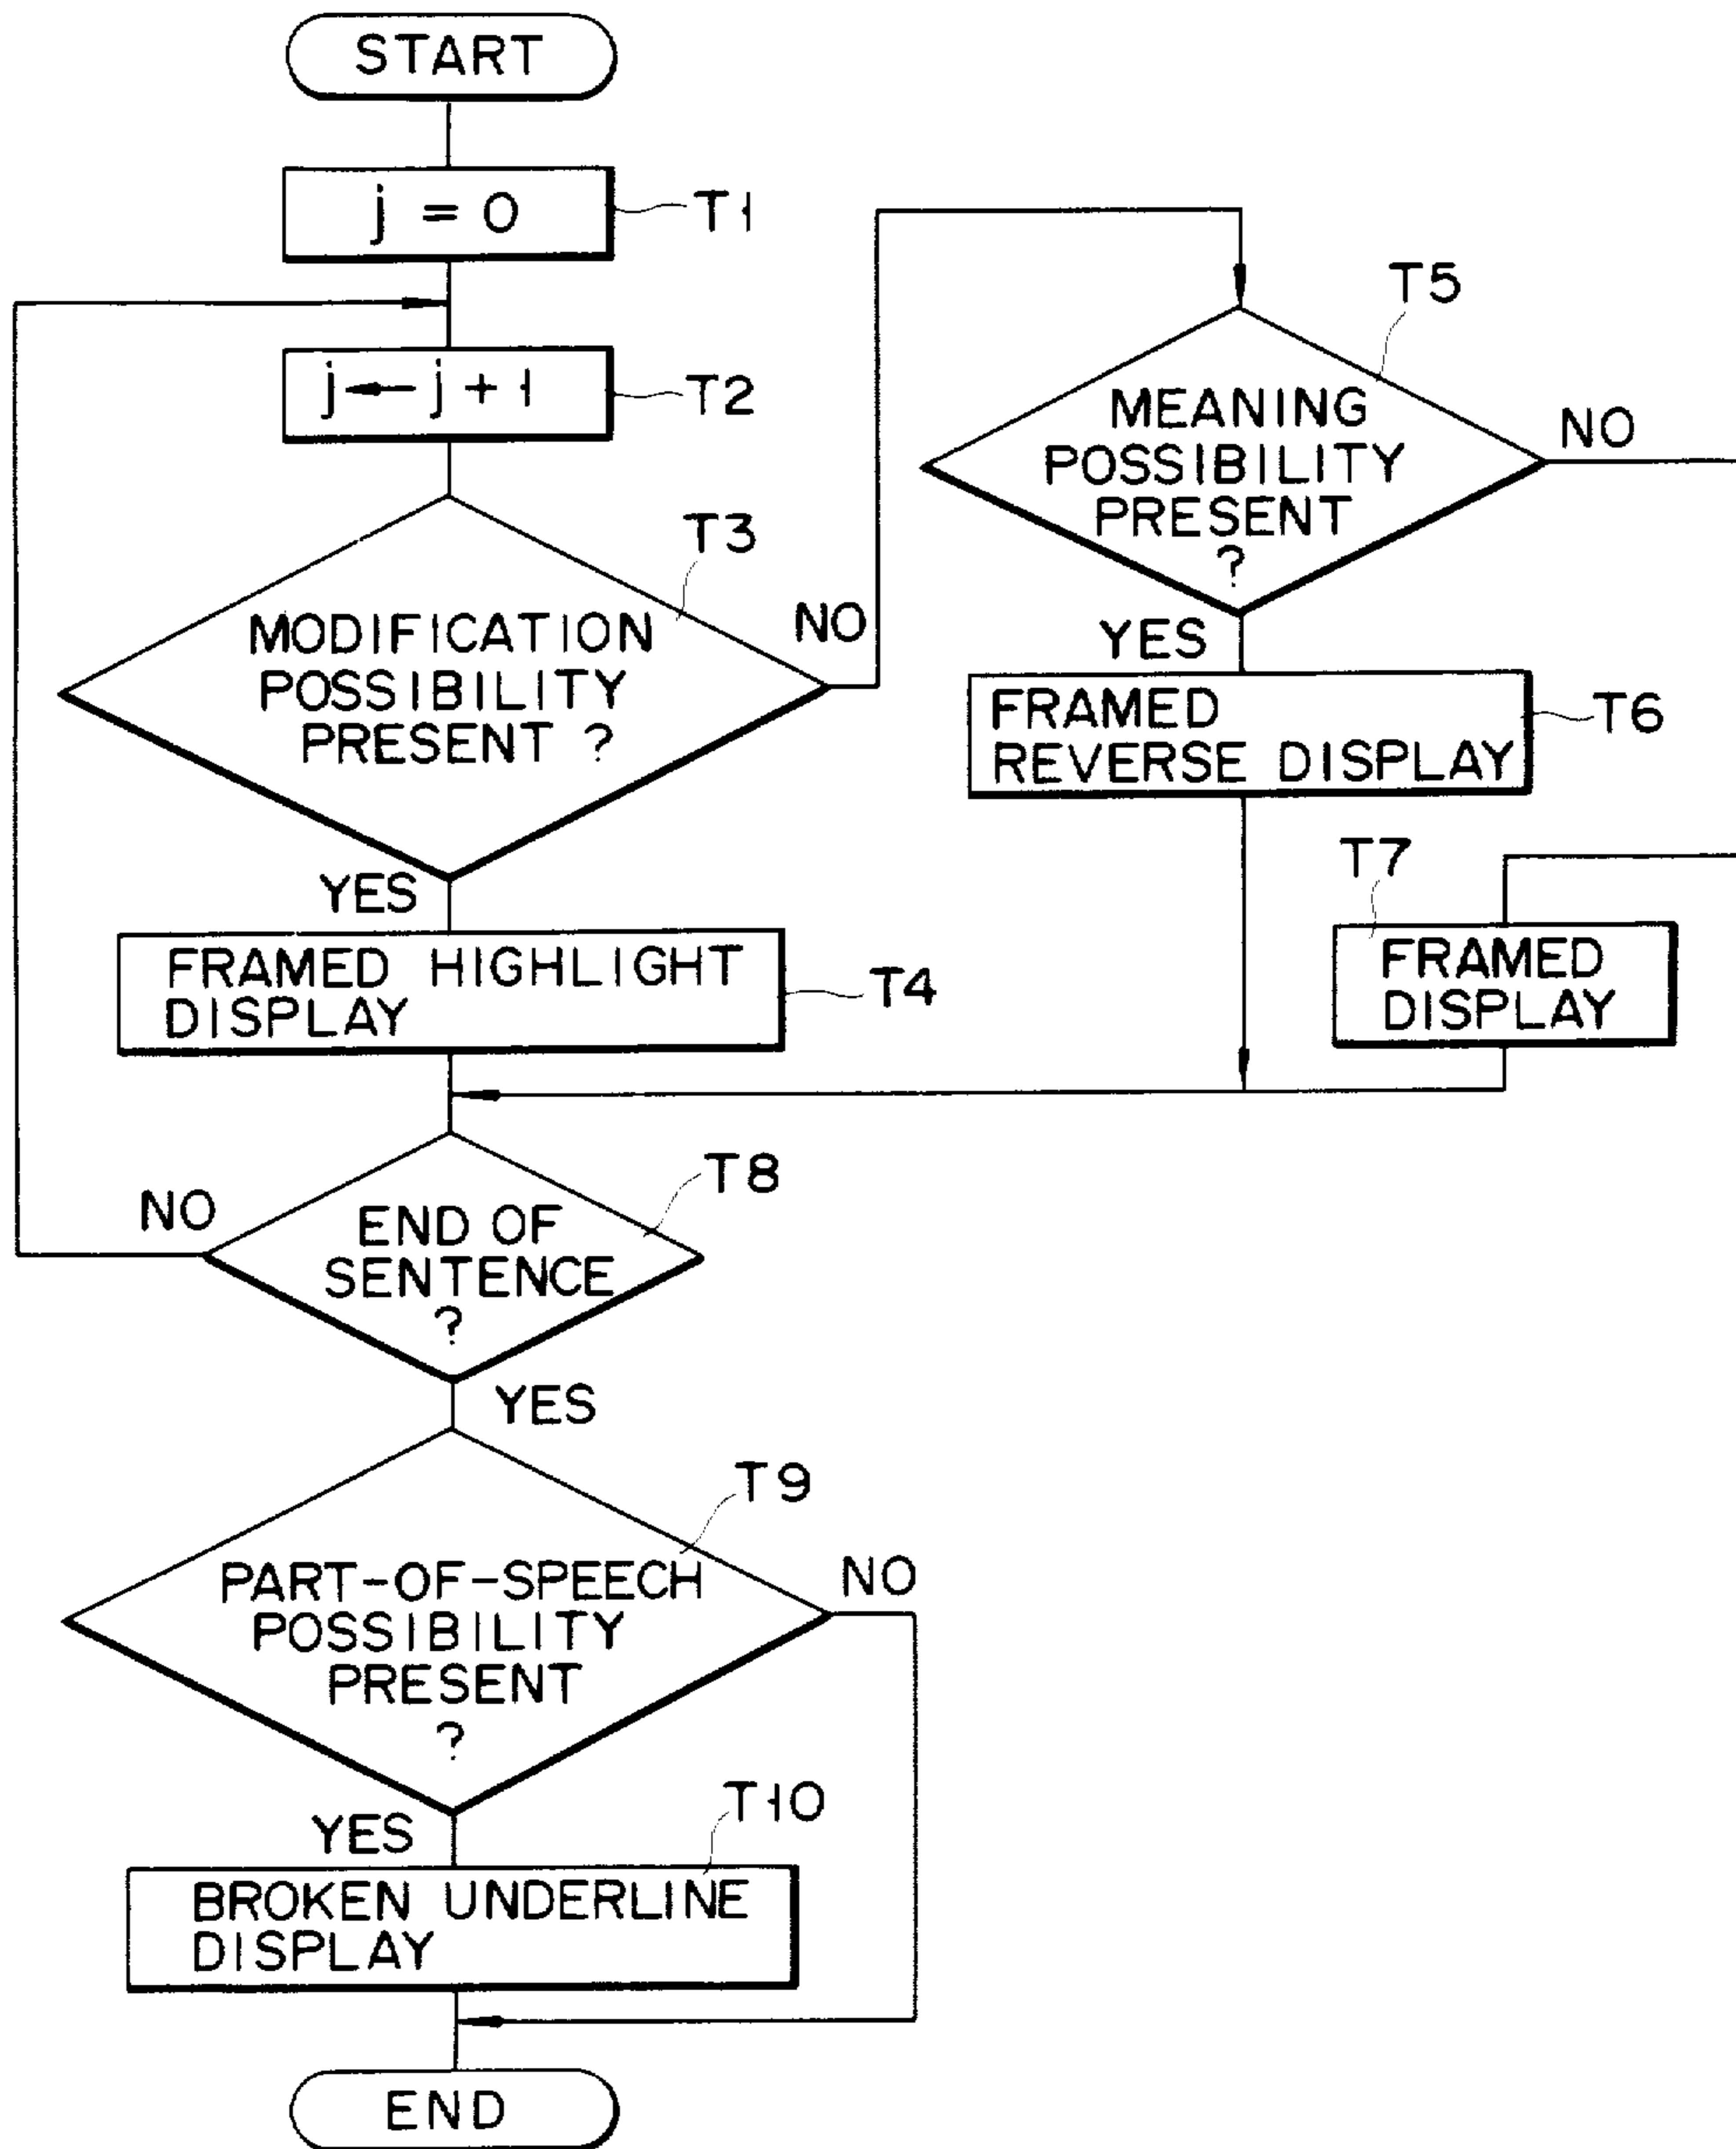 START
j = 0
T1
j ← j + 1
T2
T3
MODIFICATION
POSSIBILITY
PRESENT ?
NO
YES
FRAMED HIGHLIGHT
DISPLAY
T4
T5
MEANING
POSSIBILITY
PRESENT
?
NO
YES
FRAMED
REVERSE DISPLAY
T6
T7
FRAMED
DISPLAY
T8
END OF
SENTENCE
?
NO
YES
T9
PART-OF-SPEECH
POSSIBILITY
PRESENT
?
NO
YES
T10
BROKEN UNDERLINE
DISPLAY
END